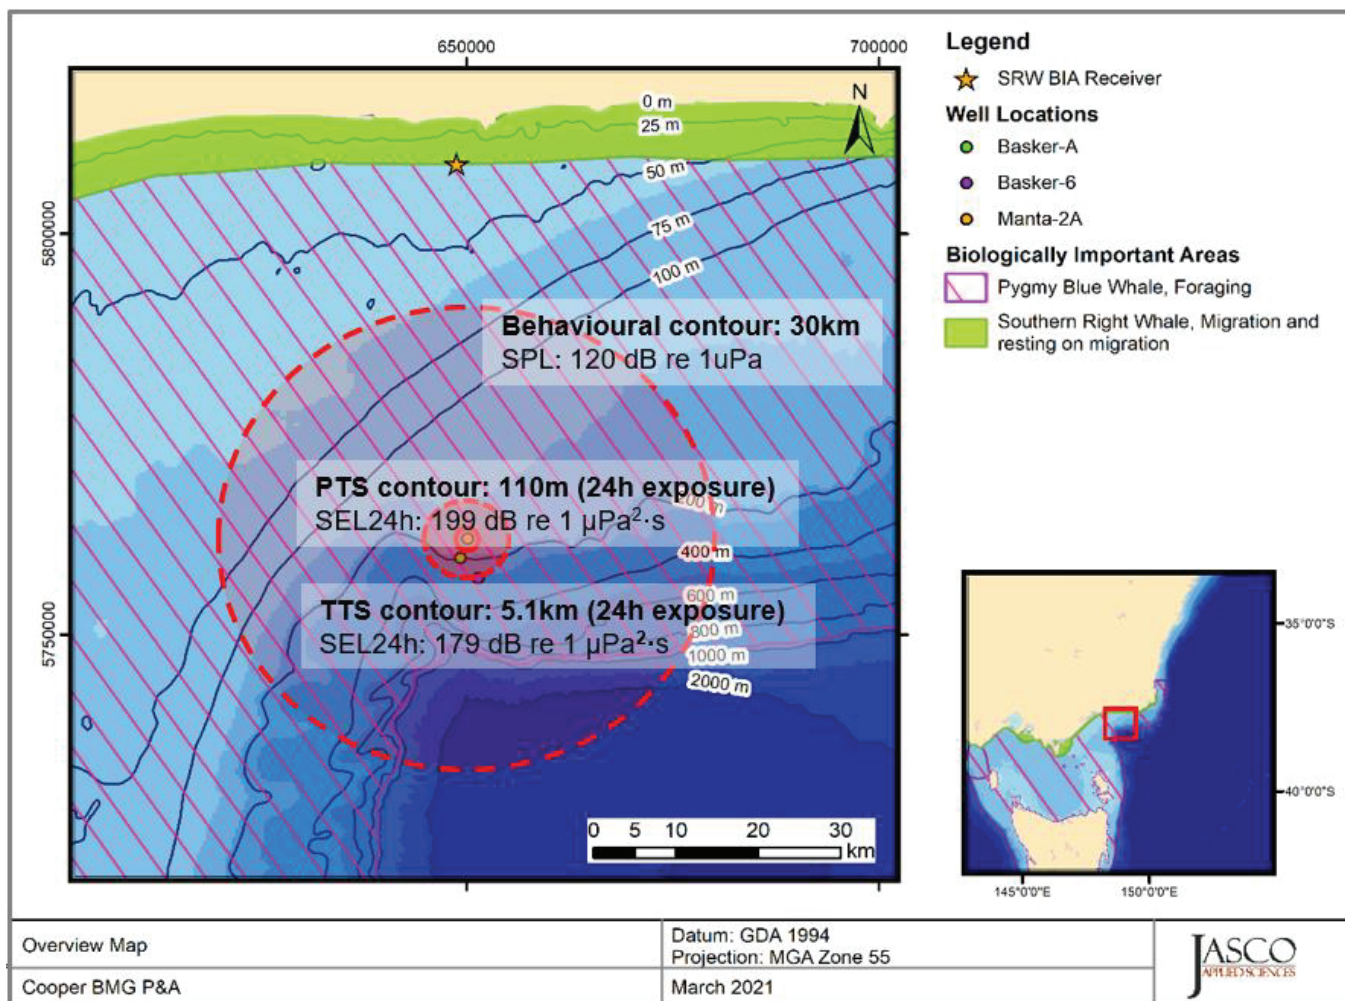 650000
700000
5800000
5750000
0 m
25 m
N
50 m
75 m
100 m
Behavioural contour: 30km
SPL: 120 dB re 1uPa
PTS contour: 110m (24h exposure)
SEL24h: 199 dB re 1 µPa²·s
200 m
400 m
600 m
TTS contour: 5.1km (24h exposure)
SEL24h: 179 dB re 1 µPa²·s
800 m
1000 m
2000 m
0 5 10 20 30
km
Legend
SRW BIA Receiver
Well Locations
Basker-A
Basker-6
Manta-2A
Biologically Important Areas
Pygmy Blue Whale, Foraging
Southern Right Whale, Migration and
resting on migration
35°0'0"S
40°0'0"S
145°0'0"E
150°0'0"E
Overview Map
Datum: GDA 1994
Projection: MGA Zone 55
Cooper BMG P&A
March 2021
JASCO
APPLIED SCIENCES